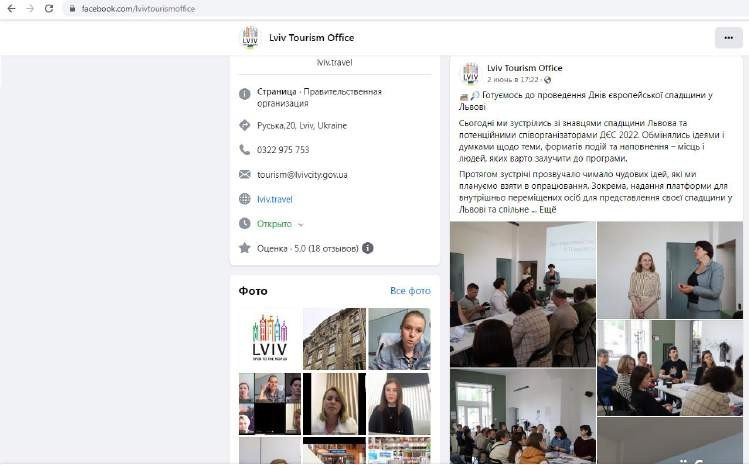 facebook.com/lvivtourismoffice
Lviv Tourism Office
lviv.travel
Страница · Правительственная
организация
Руська,20, Lviv, Ukraine
0322 975 753
tourism@lvivcity.gov.ua
lviv.travel
Открыто
Оценка · 5,0 (18 отзывов)
Фото
Все фото
LVIV
OPEN TO THE WORLD
Lviv Tourism Office
2 июнь в 17:22 ·
Готуємось до проведення Днів європейської спадщини у
Львові
Сьогодні ми зустрілись зі знавцями спадщини Львова та
потенційними співорганізаторами ДЄС 2022. Обмінялись ідеями і
думками щодо теми, форматів подій та наповнення – місць і
людей, яких варто залучити до програми.
Протягом зустрічі прозвучало чимало чудових ідей, які ми
плануємо взяти в опрацювання. Зокрема, надання платформи для
внутрішньо переміщених осіб для представлення своєї спадщини у
Львові та спільне ... Ещё